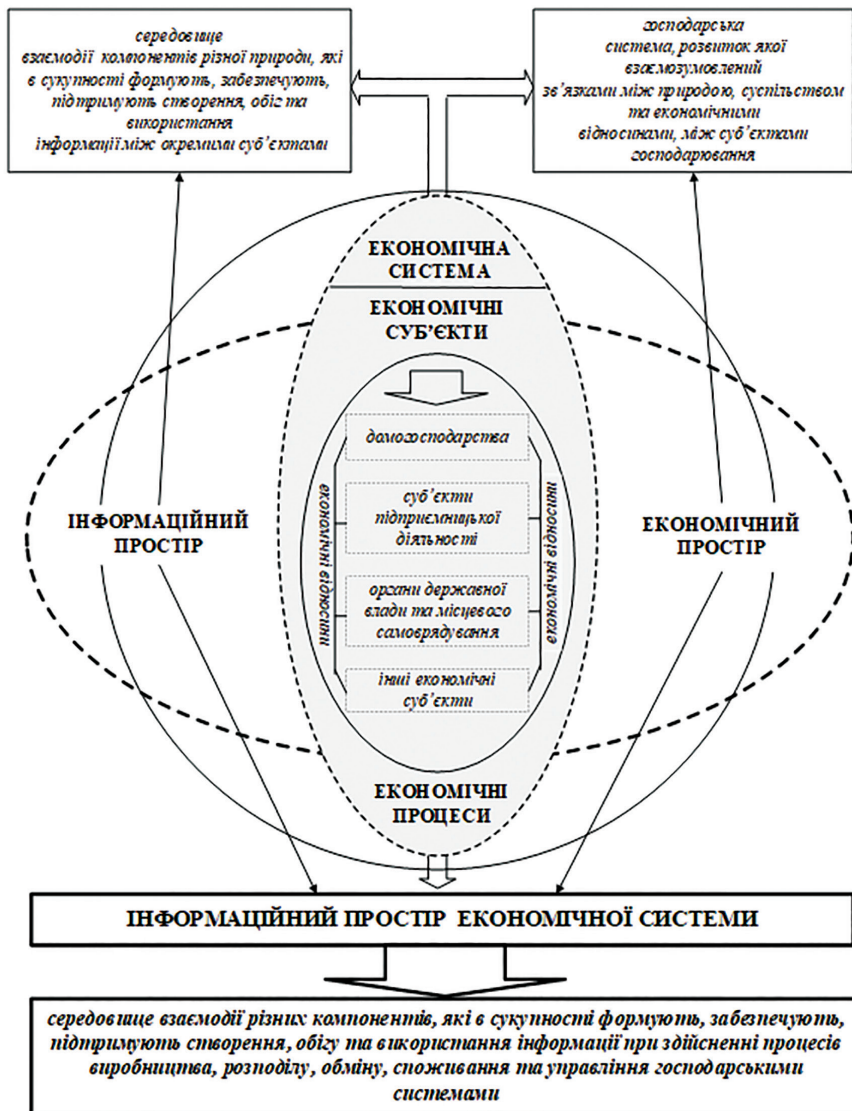 середовище
взаємодії компонентів різної природи, які
в сукупності формують, забезпечують,
підтримують створення, обіг та
використання
інформації між окремими суб’єктами
господарська
система, розвиток якої
взаємозумовлений
зв’язками між природою, суспільством
та економічними
відносинами, між суб’єктами
господарювання
ЕКОНОМІЧНА
СИСТЕМА
ЕКОНОМІЧНІ
СУБ’ЄКТИ
домогосподарства
суб’єкти
підприємницької
діяльності
органи державної
влади та місцевого
самоврядування
інші економічні
суб’єкти
економічні відносини
економічні відносини
ІНФОРМАЦІЙНИЙ
ПРОСТІР
ЕКОНОМІЧНИЙ
ПРОСТІР
ЕКОНОМІЧНІ
ПРОЦЕСИ
ІНФОРМАЦІЙНИЙ ПРОСТІР ЕКОНОМІЧНОЇ СИСТЕМИ
середовище взаємодії різних компонентів, які в сукупності формують, забезпечують,
підтримують створення, обігу та використання інформації при здійсненні процесів
виробництва, розподілу, обміну, споживання та управління господарськими
системами